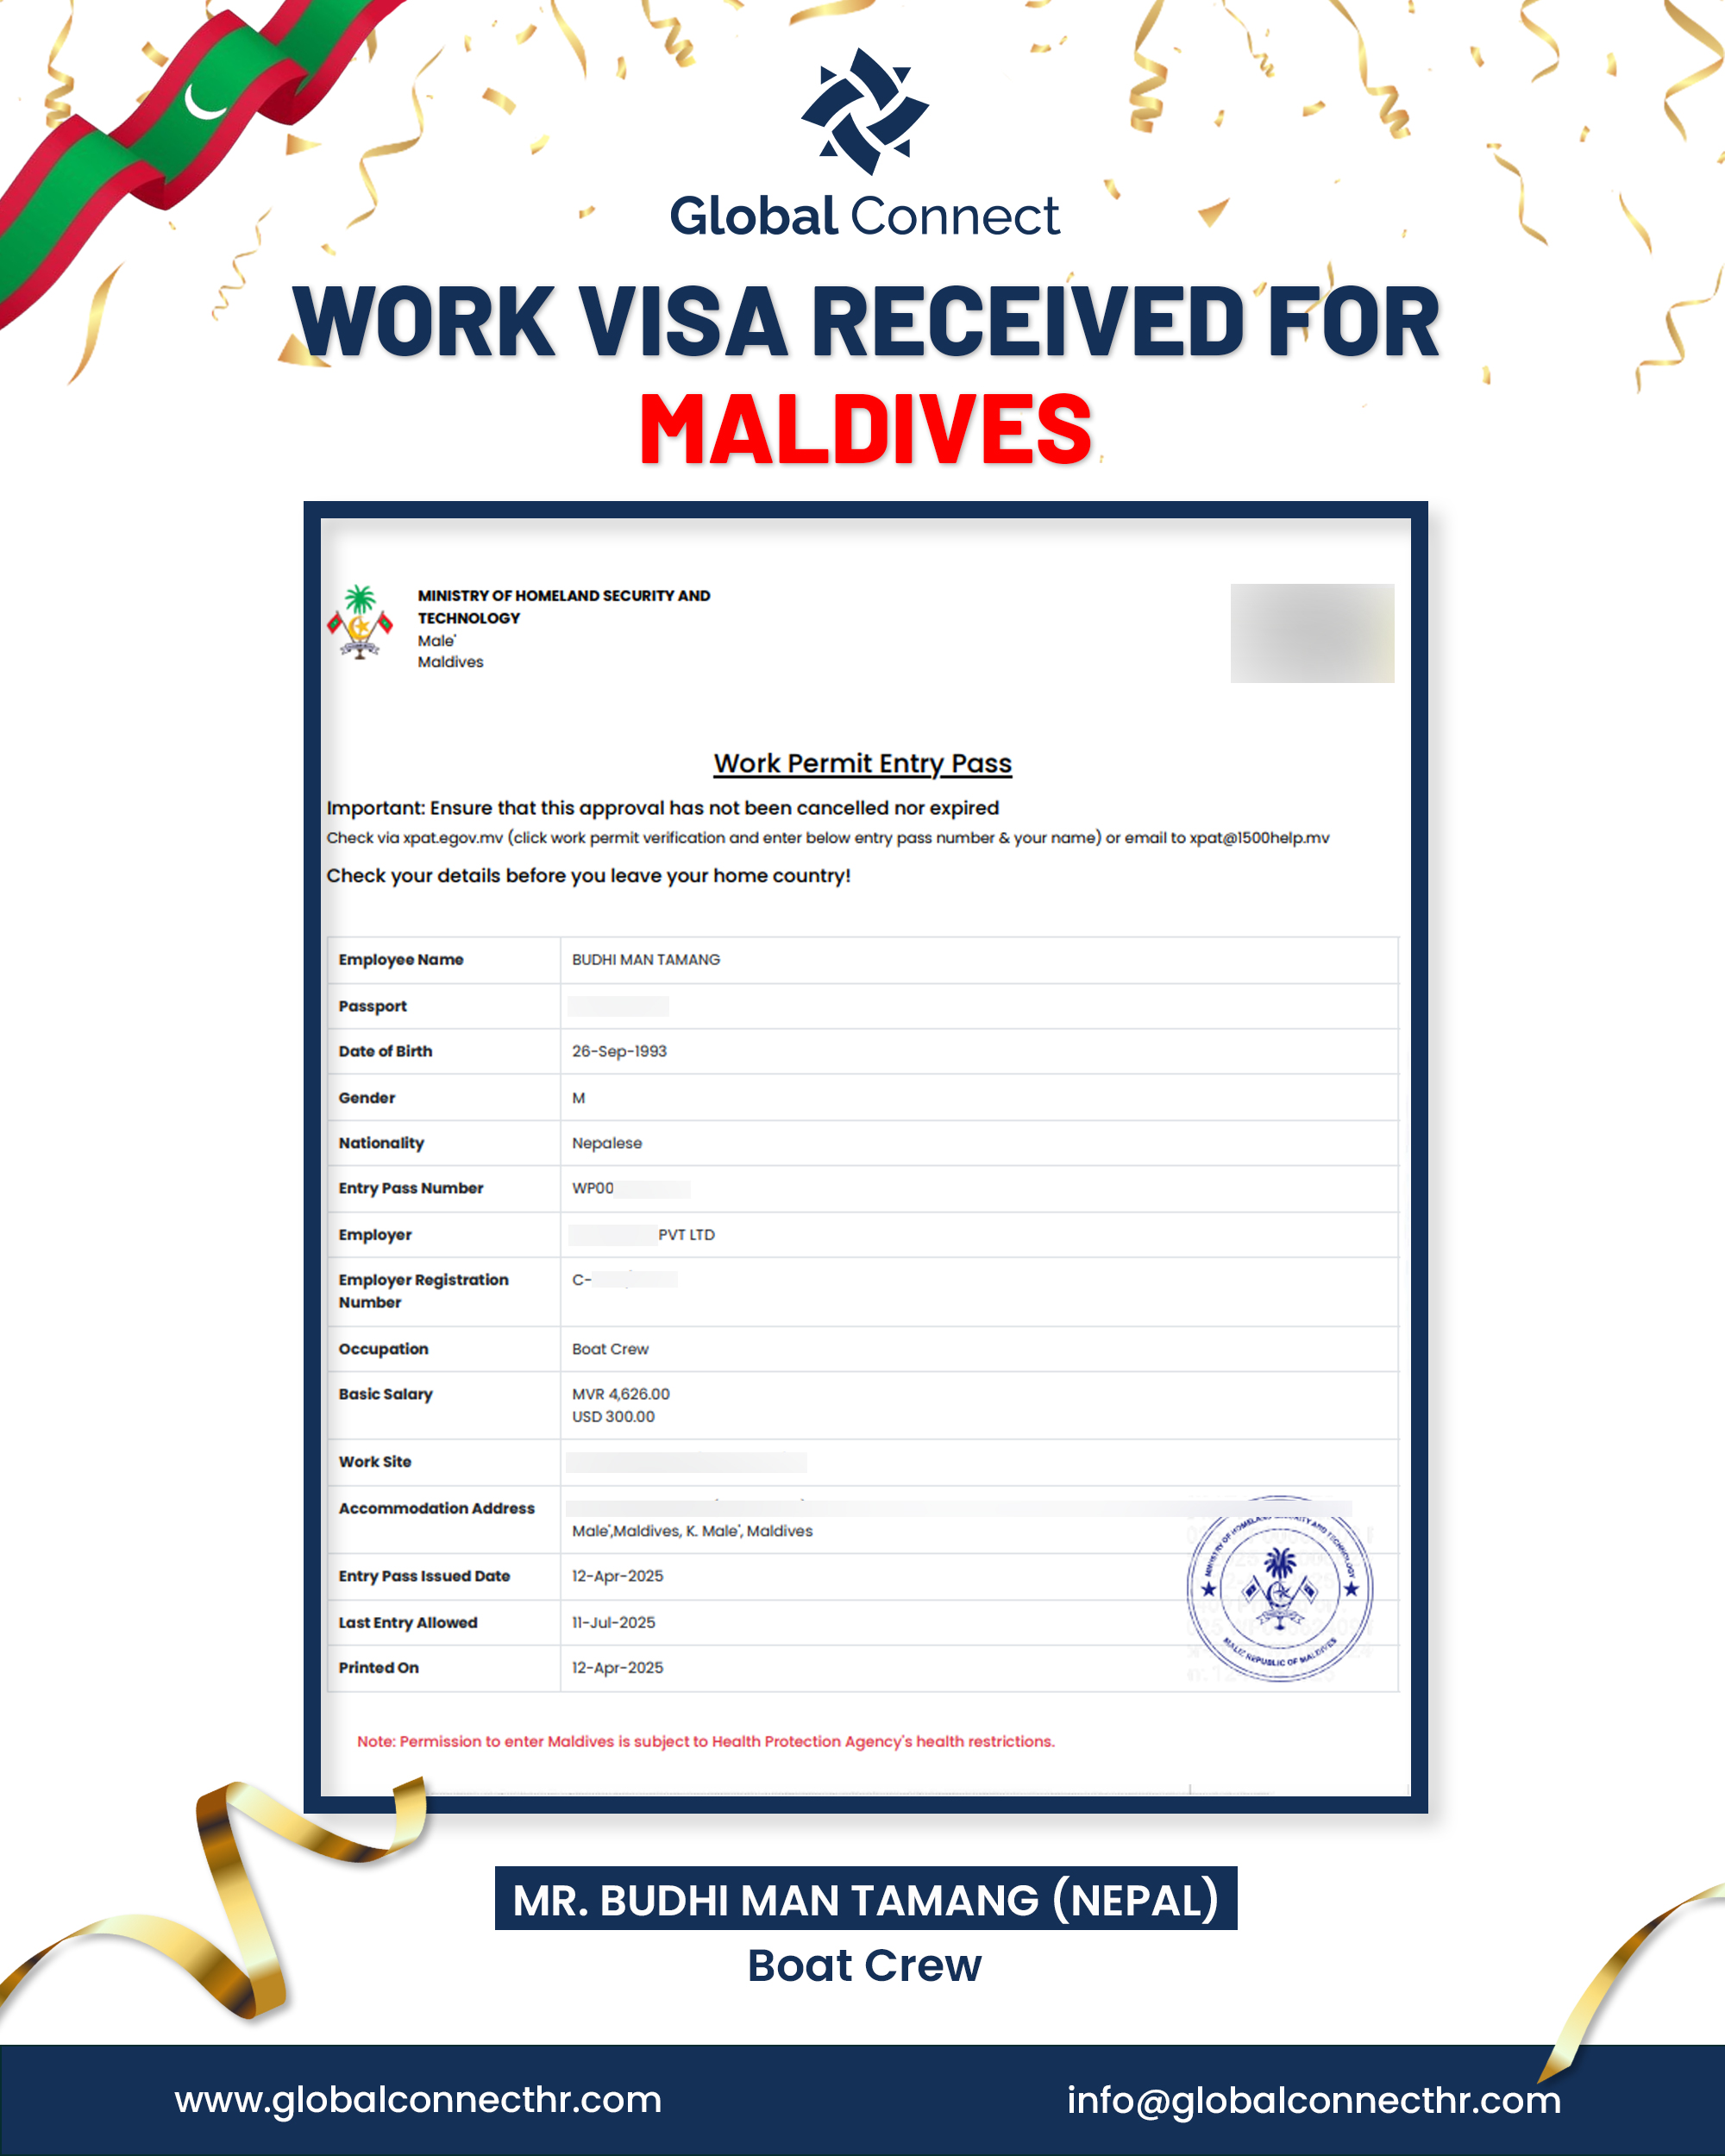 Global Connect
WORK VISA RECEIVED FOR
MALDIVES
MINISTRY OF HOMELAND SECURITY AND
TECHNOLOGY
Male'
Maldives
Work Permit Entry Pass
Important: Ensure that this approval has not been cancelled nor expired
Check via xpat.egov.mv (click work permit verification and enter below entry pass number & your name) or email to xpat@1500help.mv
Check your details before you leave your home country!
Employee Name BUDHI MAN TAMANG
Passport
Date of Birth 26-Sep-1993
Gender M
Nationality Nepalese
Entry Pass Number WP00
Employer PVT LTD
Employer Registration C-
Number
Occupation Boat Crew
Basic Salary MVR 4,626.00
USD 300.00
Work Site
Accommodation Address
Male',Maldives, K. Male', Maldives
Entry Pass Issued Date 12-Apr-2025
Last Entry Allowed 11-Jul-2025
Printed On 12-Apr-2025
MINISTRY OF HOMELAND SECURITY AND TECHNOLOGY
MALE', REPUBLIC OF MALDIVES
Note: Permission to enter Maldives is subject to Health Protection Agency's health restrictions.
MR. BUDHI MAN TAMANG (NEPAL)
Boat Crew
www.globalconnecthr.com
info@globalconnecthr.com